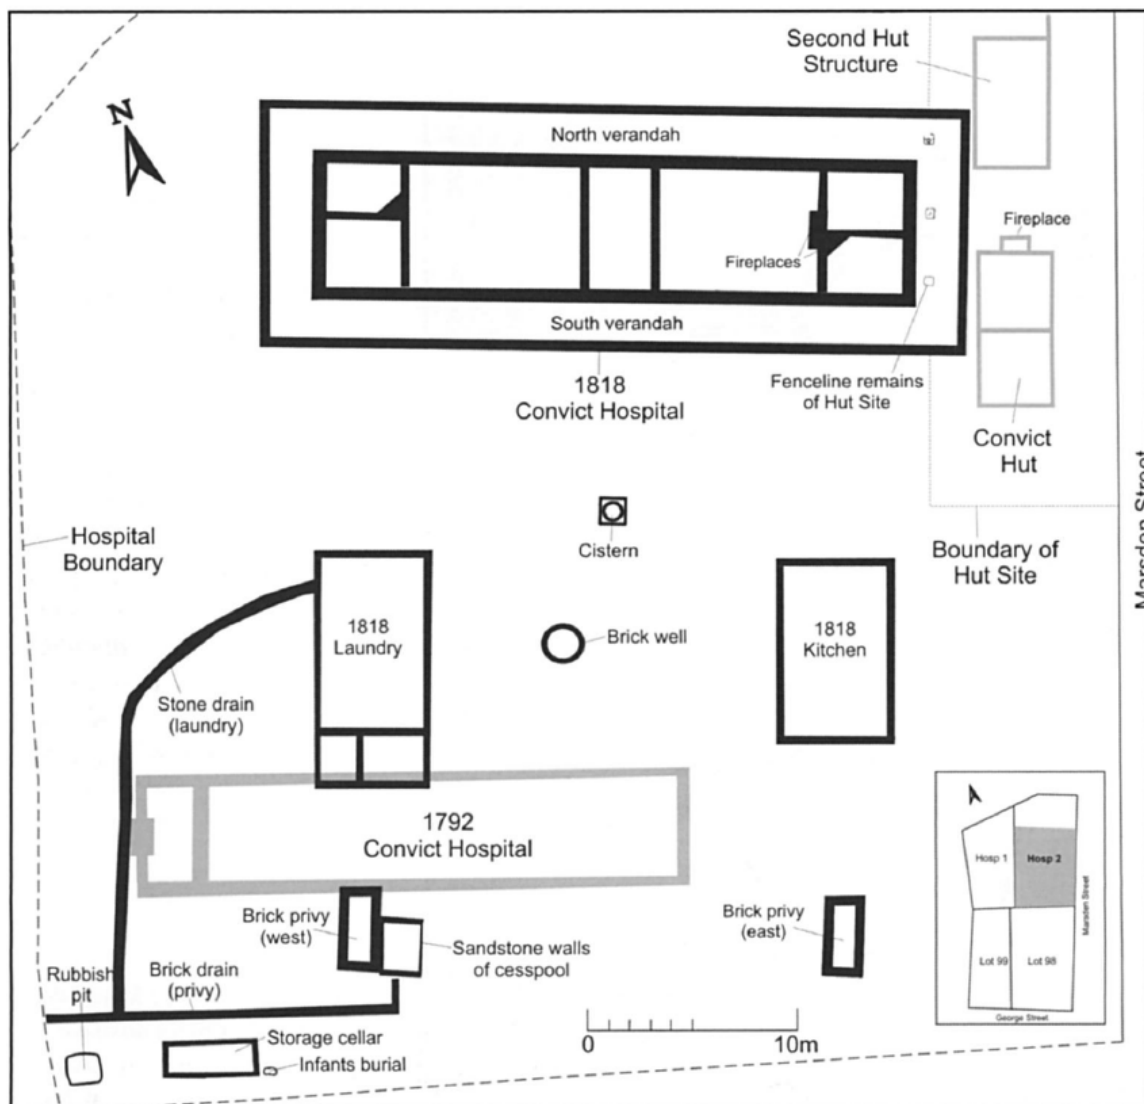 Second Hut
Structure
N
North verandah
Fireplace
Fireplaces
South verandah
1818
Convict Hospital
Fenceline remains
of Hut Site
Convict
Hut
Marsden Street
Hospital
Boundary
Cistern
Boundary of
Hut Site
1818
Laundry
Brick well
1818
Kitchen
Stone drain
(laundry)
1792
Convict Hospital
Hosp 1
Hosp 2
Marsden Street
Brick privy
(west)
Sandstone walls
of cesspool
Brick privy
(east)
Lot 99
Lot 98
George Street
Rubbish
pit
Brick drain
(privy)
Storage cellar
Infants burial
0
10m